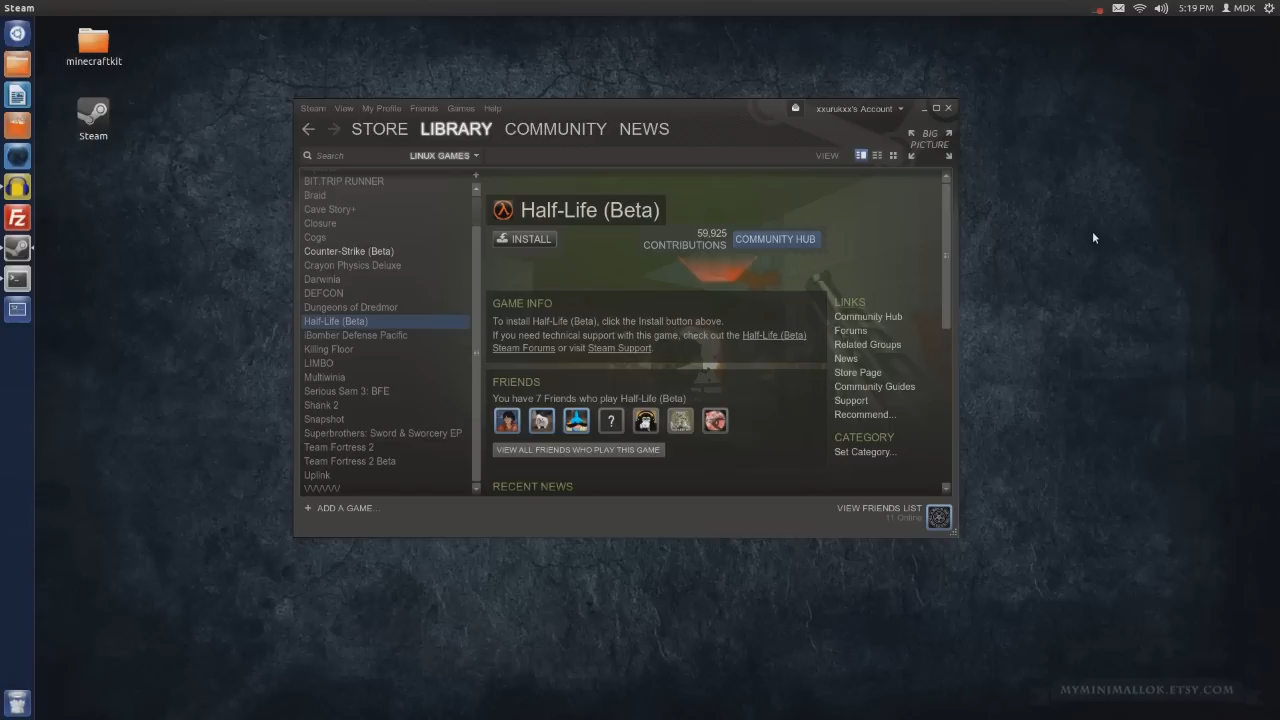 Steam
5:19 PM
MDK
minecraftkit
Steam
Steam View My Profile Friends Games Help
xxurukxx's Account
STORE LIBRARY COMMUNITY NEWS
BIG
PICTURE
Search
LINUX GAMES
VIEW
+
BIT.TRIP RUNNER
Braid
Cave Story+
Closure
Cogs
Counter-Strike (Beta)
Crayon Physics Deluxe
Darwinia
DEFCON
Dungeons of Dredmor
Half-Life (Beta)
iBomber Defense Pacific
Killing Floor
LIMBO
Multiwinia
Serious Sam 3: BFE
Shank 2
Snapshot
Superbrothers: Sword & Sworcery EP
Team Fortress 2
Team Fortress 2 Beta
Uplink
VVVVVV
+ ADD A GAME...
Half-Life (Beta)
INSTALL
59,925
CONTRIBUTIONS
COMMUNITY HUB
GAME INFO
To install Half-Life (Beta), click the Install button above.
If you need technical support with this game, check out the Half-Life (Beta)
Steam Forums or visit Steam Support.
FRIENDS
You have 7 Friends who play Half-Life (Beta)
?
VIEW ALL FRIENDS WHO PLAY THIS GAME
RECENT NEWS
LINKS
Community Hub
Forums
Related Groups
News
Store Page
Community Guides
Support
Recommend...
CATEGORY
Set Category...
VIEW FRIENDS LIST
11 Online
MYMINIMALLOK.ETSY.COM